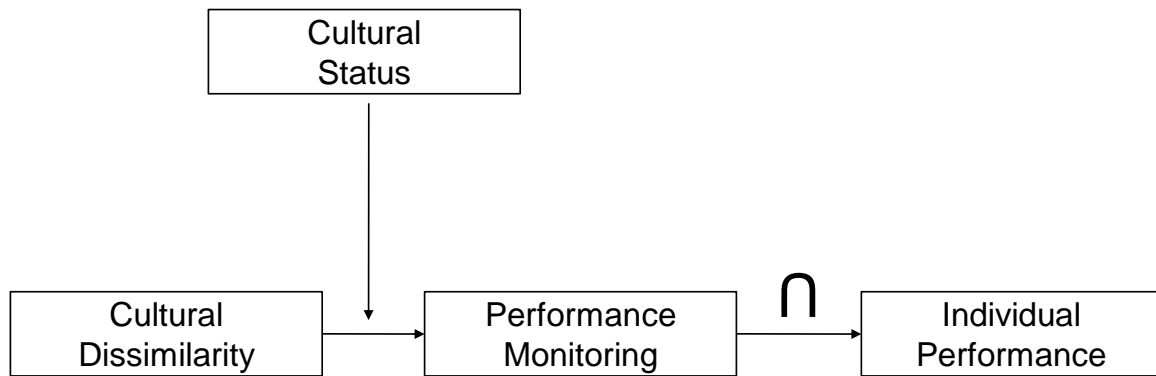 Cultural
Status
Cultural
Dissimilarity
Performance
Monitoring
∩
Individual
Performance